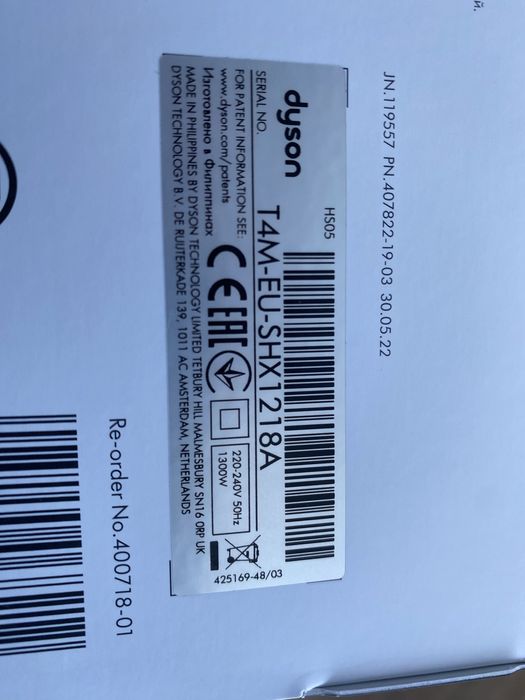 й.
JN.119557 PN.407822-19-03 30.05.22
HS05
dyson
SERIAL NO.
T4M-EU-SHX1218A
FOR PATENT INFORMATION SEE:
www.dyson.com/patents
Изготовлено в Филиппинах
CE EAC
220-240V 50Hz
1300W
425169-48/03
MADE IN PHILIPPINES BY DYSON TECHNOLOGY LIMITED TETBURY HILL MALMESBURY SN16 0RP UK
DYSON TECHNOLOGY B.V. DE RUIJTERKADE 139, 1011 AC AMSTERDAM, NETHERLANDS
Re-order No.400718-01